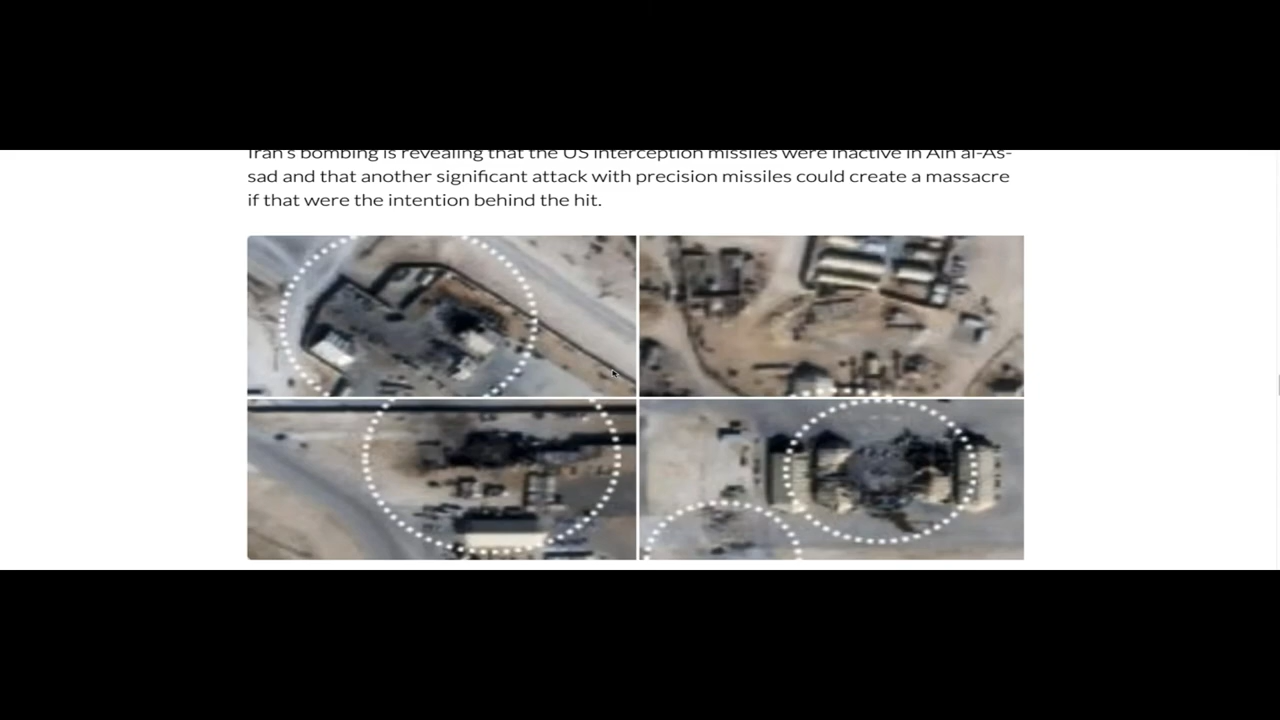 Iran's bombing is revealing that the US interception missiles were inactive in Ain al-As-
sad and that another significant attack with precision missiles could create a massacre
if that were the intention behind the hit.